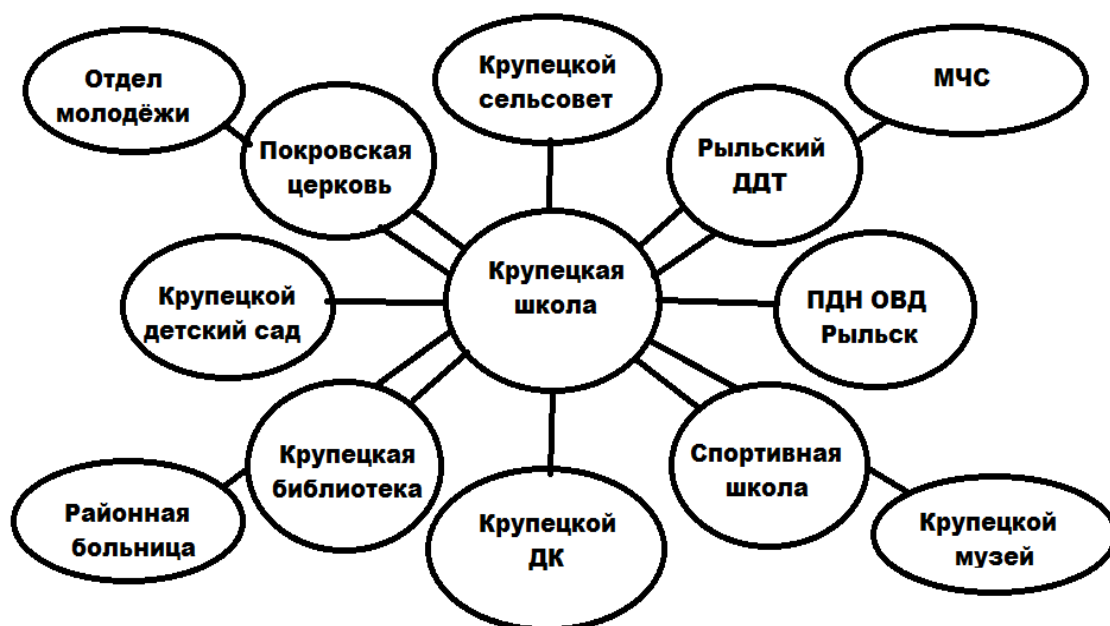 Отдел
молодёжи
Крупецкой
сельсовет
МЧС
Покровская
церковь
Рыльский
ДДТ
Крупецкая
школа
Крупецкой
детский сад
ПДН ОВД
Рыльск
Крупецкая
библиотека
Спортивная
школа
Районная
больница
Крупецкой
ДК
Крупецкой
музей